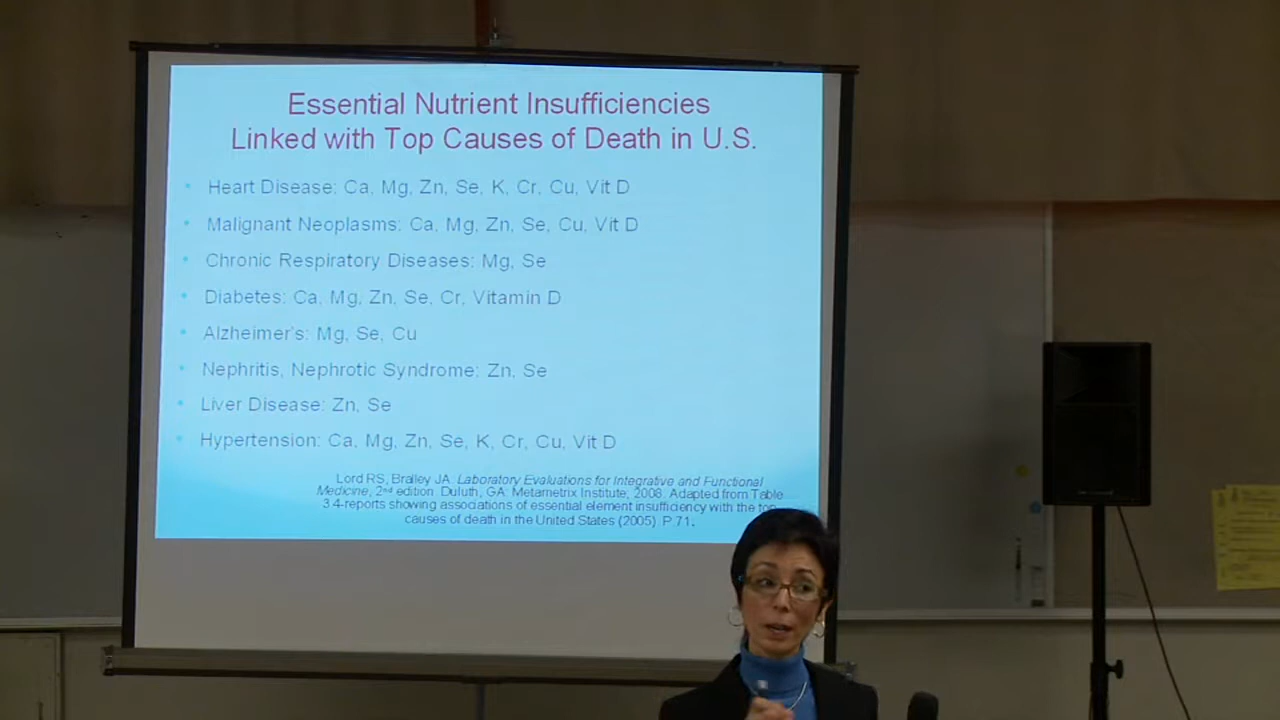 Essential Nutrient Insufficiencies
Linked with Top Causes of Death in U.S.
• Heart Disease: Ca, Mg, Zn, Se, K, Cr, Cu, Vit D
• Malignant Neoplasms: Ca, Mg, Zn, Se, Cu, Vit D
• Chronic Respiratory Diseases: Mg, Se
• Diabetes: Ca, Mg, Zn, Se, Cr, Vitamin D
• Alzheimer's: Mg, Se, Cu
• Nephritis, Nephrotic Syndrome: Zn, Se
• Liver Disease: Zn, Se
• Hypertension: Ca, Mg, Zn, Se, K, Cr, Cu, Vit D
Lord RS, Bralley JA. Laboratory Evaluations for Integrative and Functional
Medicine, 2nd edition. Duluth, GA: Metametrix Institute, 2008. Adapted from Table
3.4-reports showing associations of essential element insufficiency with the top
causes of death in the United States (2005) P.71.